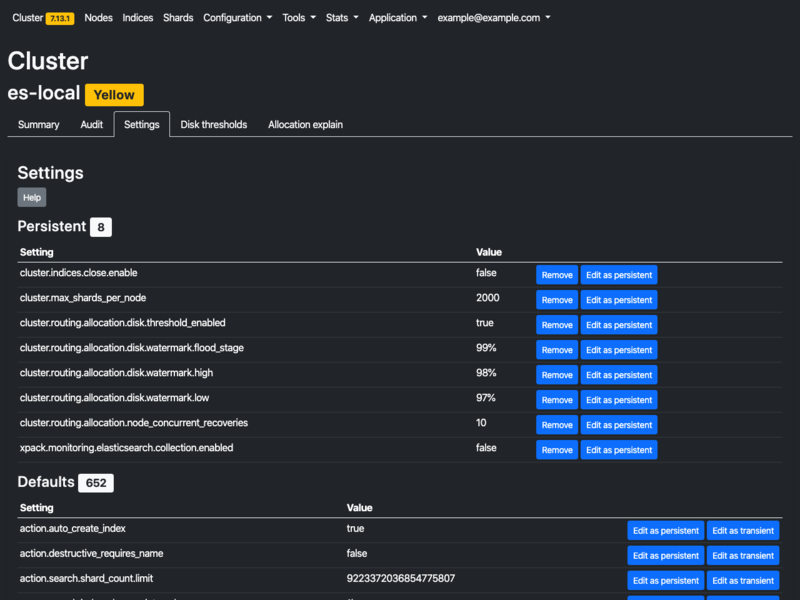 Cluster 7.13.1 Nodes Indices Shards Configuration Tools Stats Application example@example.com
Cluster
es-local Yellow
Summary Audit Settings Disk thresholds Allocation explain
Settings
Help
Persistent 8
Setting Value
cluster.indices.close.enable false Remove Edit as persistent
cluster.max_shards_per_node 2000 Remove Edit as persistent
cluster.routing.allocation.disk.threshold_enabled true Remove Edit as persistent
cluster.routing.allocation.disk.watermark.flood_stage 99% Remove Edit as persistent
cluster.routing.allocation.disk.watermark.high 98% Remove Edit as persistent
cluster.routing.allocation.disk.watermark.low 97% Remove Edit as persistent
cluster.routing.allocation.node_concurrent_recoveries 10 Remove Edit as persistent
xpack.monitoring.elasticsearch.collection.enabled false Remove Edit as persistent
Defaults 652
Setting Value
action.auto_create_index true Edit as persistent Edit as transient
action.destructive_requires_name false Edit as persistent Edit as transient
action.search.shard_count.limit 9223372036854775807 Edit as persistent Edit as transient